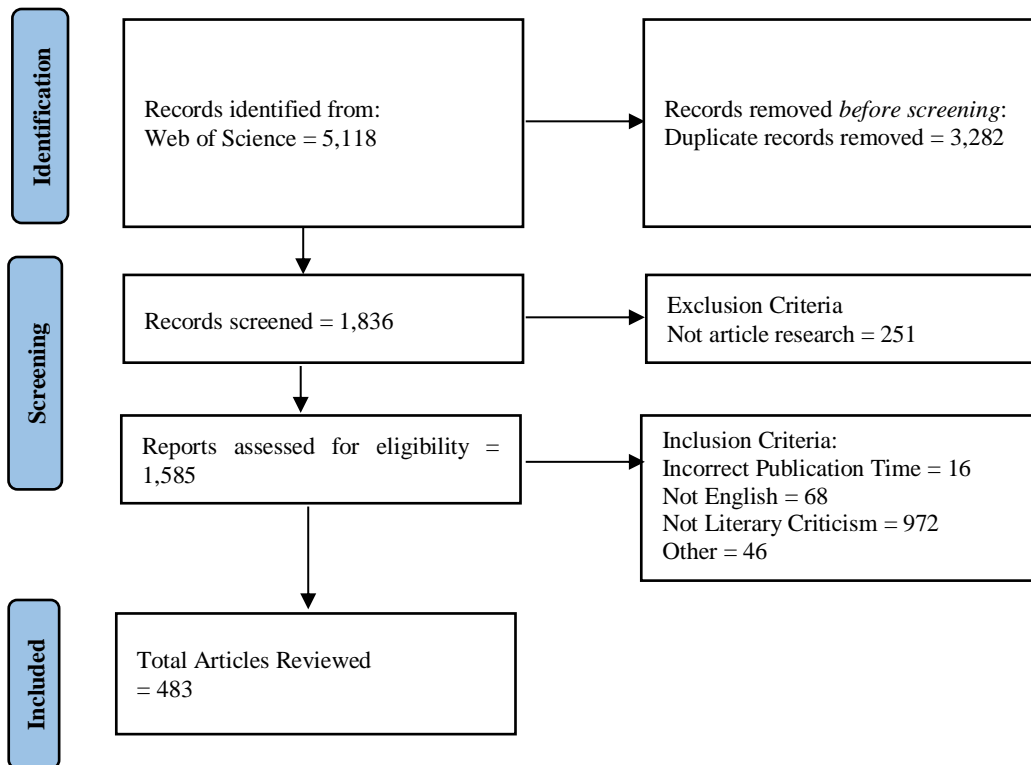 Identification
Records identified from:
Web of Science = 5,118
Records removed before screening:
Duplicate records removed = 3,282
Screening
Records screened = 1,836
Exclusion Criteria
Not article research = 251
Reports assessed for eligibility =
1,585
Inclusion Criteria:
Incorrect Publication Time = 16
Not English = 68
Not Literary Criticism = 972
Other = 46
Included
Total Articles Reviewed
= 483